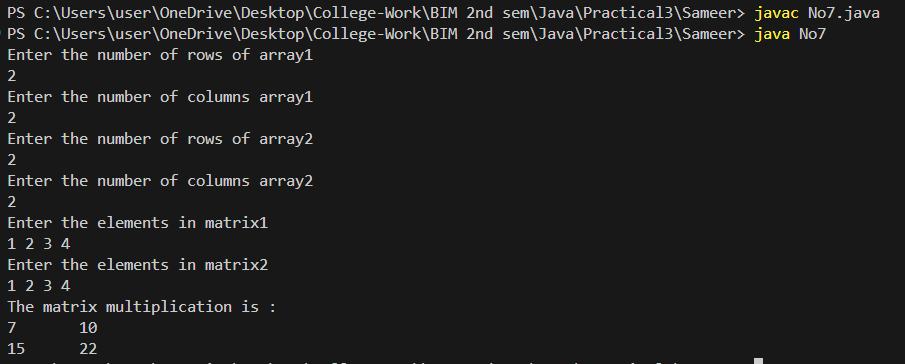 PS C:\Users\user\OneDrive\Desktop\College-Work\BIM 2nd sem\Java\Practical3\Sameer> javac No7.java
PS C:\Users\user\OneDrive\Desktop\College-Work\BIM 2nd sem\Java\Practical3\Sameer> java No7
Enter the number of rows of array1
2
Enter the number of columns array1
2
Enter the number of rows of array2
2
Enter the number of columns array2
2
Enter the elements in matrix1
1 2 3 4
Enter the elements in matrix2
1 2 3 4
The matrix multiplication is :
7       10
15      22